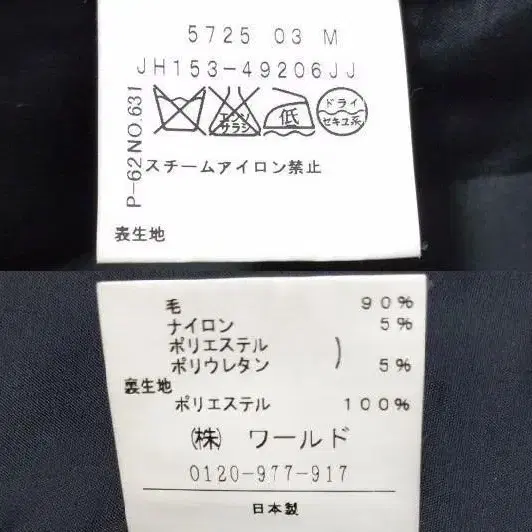 5725 03 M
JH153-49206JJ
P-62NO.631
エンソ
サラシ
低
ドライ
セキユ系
スチームアイロン禁止
表生地
毛 90%
ナイロン 5%
ポリエステル
ポリウレタン ) 5%
裏生地
ポリエステル 100%
㈱ ワールド
0120-977-917
日本製